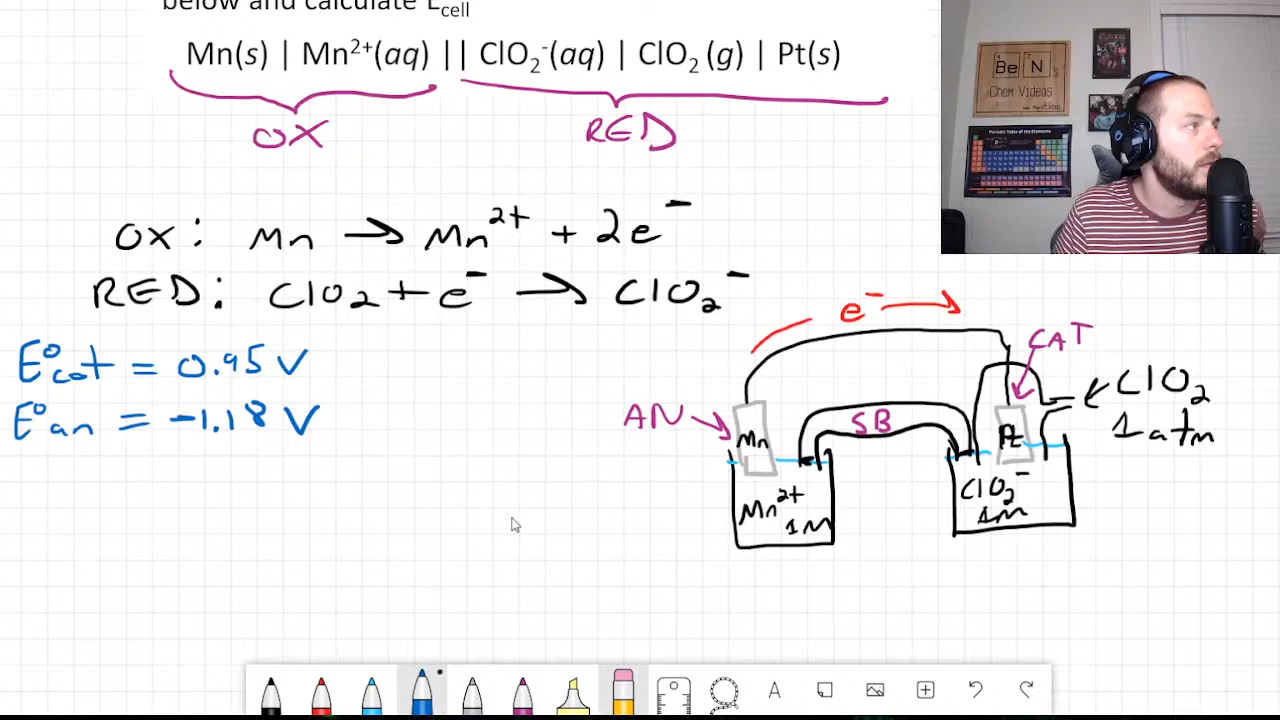 below and calculate Ecell
Mn(s) | Mn²⁺(aq) || ClO₂⁻(aq) | ClO₂ (g) | Pt(s)
OX
RED
OX: Mn → Mn²⁺ + 2e⁻
RED: ClO₂ + e⁻ → ClO₂⁻
E°cat = 0.95 V
E°an = -1.18 V
e⁻ →
CAT
ClO₂
1 atm
AN
SB
Mn
Pt
Mn²⁺
1M
ClO₂⁻
1M
Be N
Chem Videos
Periodic Table of the Elements
A